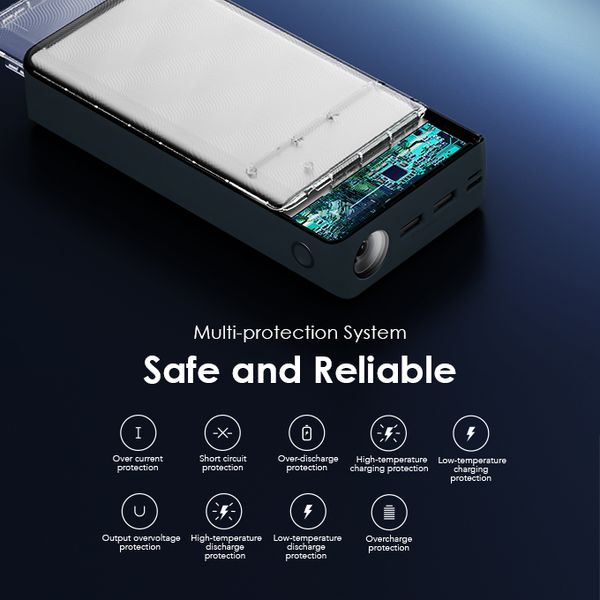 Multi-protection System
Safe and Reliable
Over current
protection
Short circuit
protection
Over-discharge
protection
High-temperature
charging protection
Low-temperature
charging
protection
Output overvoltage
protection
High-temperature
discharge
protection
Low-temperature
discharge
protection
Overcharge
protection